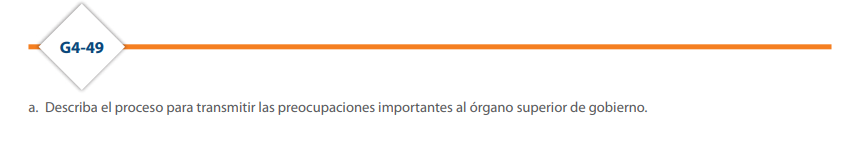 G4-49
a. Describa el proceso para transmitir las preocupaciones importantes al órgano superior de gobierno.